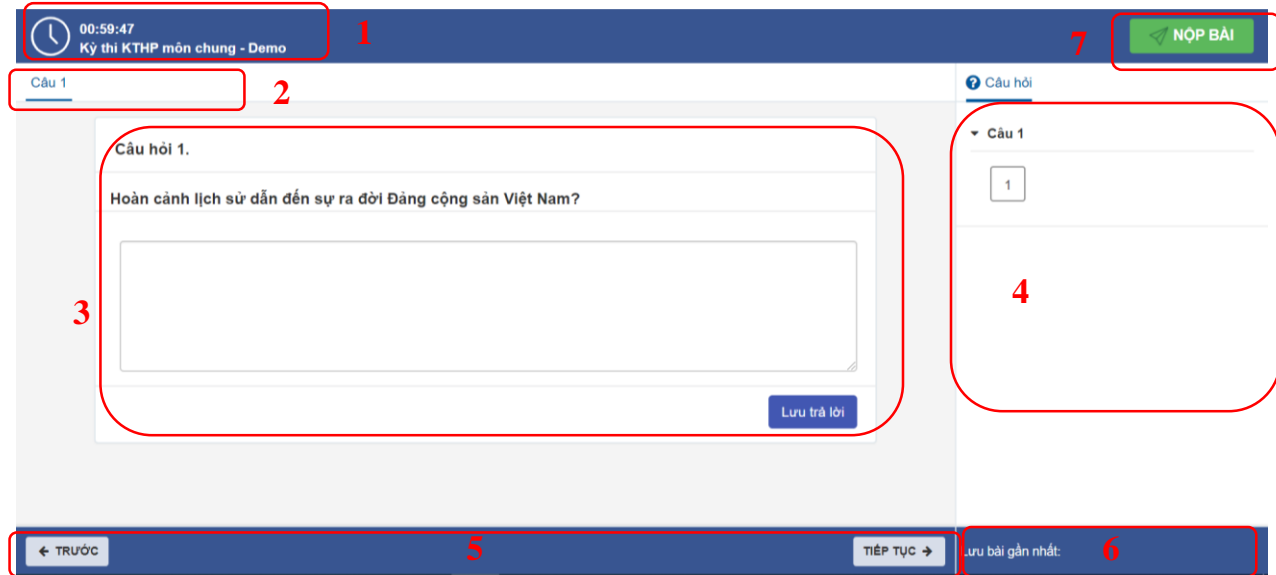 00:59:47
Kỳ thi KTHP môn chung - Demo
1
7
NỘP BÀI
Câu 1
2
Câu hỏi
Câu hỏi 1.
Hoàn cảnh lịch sử dẫn đến sự ra đời Đảng cộng sản Việt Nam?
3
Lưu trả lời
Câu 1
1
4
TRƯỚC
5
TIẾP TỤC
Lưu bài gần nhất:
6